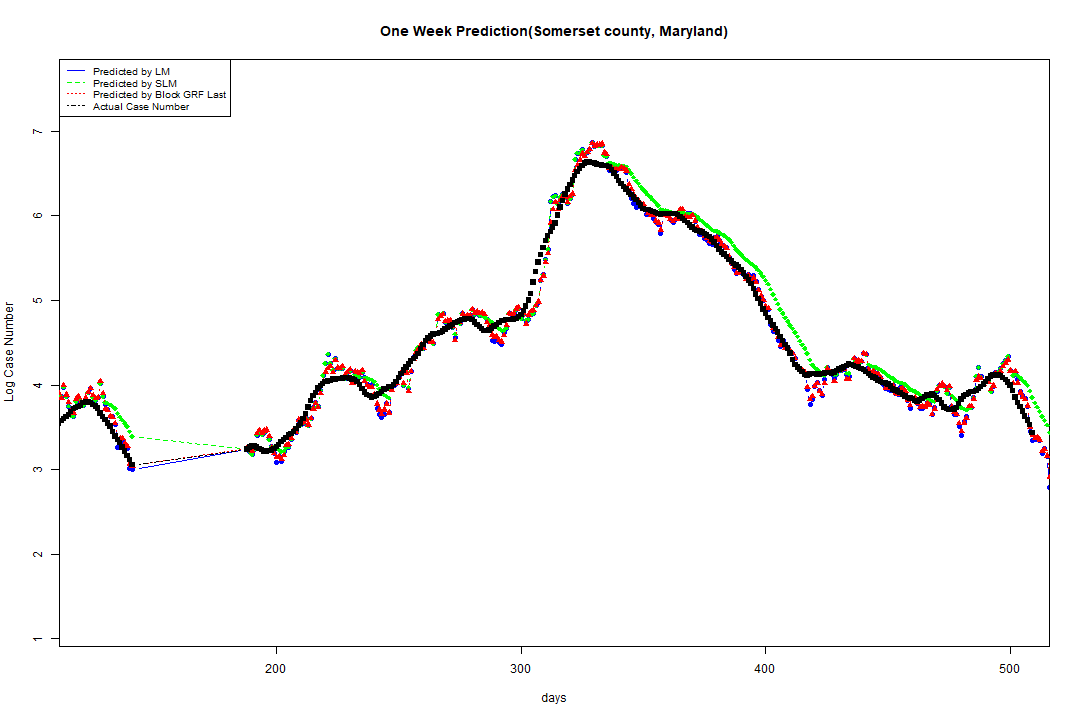 One Week Prediction(Somerset county, Maryland)
Predicted by LM
Predicted by SLM
Predicted by Block GRF Last
Actual Case Number
7
6
5
4
3
2
1
Log Case Number
200 300 400 500
days